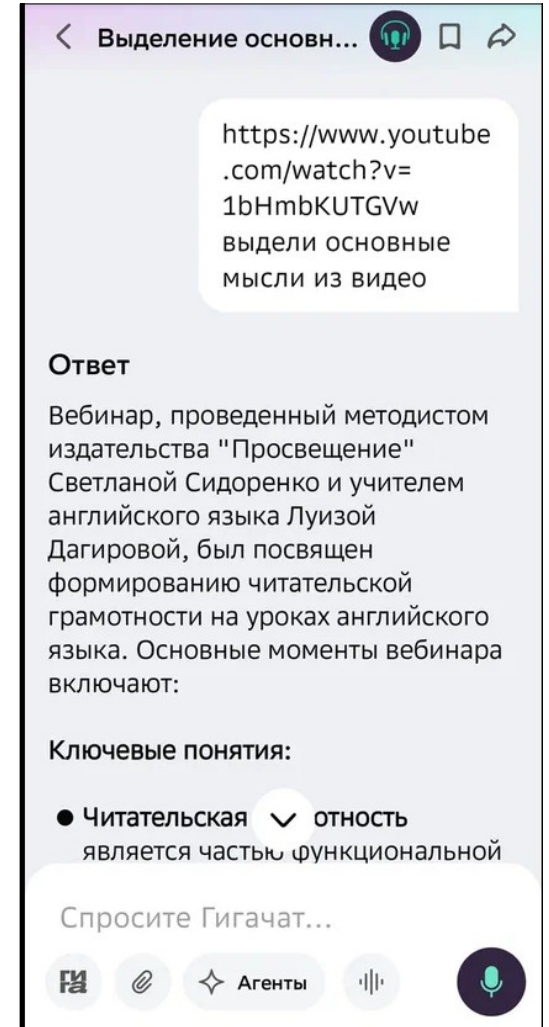 Выделение основн...
https://www.youtube
.com/watch?v=
1bHmbKUTGVw
выдели основные
мысли из видео
Ответ
Вебинар, проведенный методистом
издательства "Просвещение"
Светланой Сидоренко и учителем
английского языка Луизой
Дагировой, был посвящен
формированию читательской
грамотности на уроках английского
языка. Основные моменты вебинара
включают:
Ключевые понятия:
● Читательская отность
является частью функциональной
Спросите Гигачат...
ГИГА
Агенты